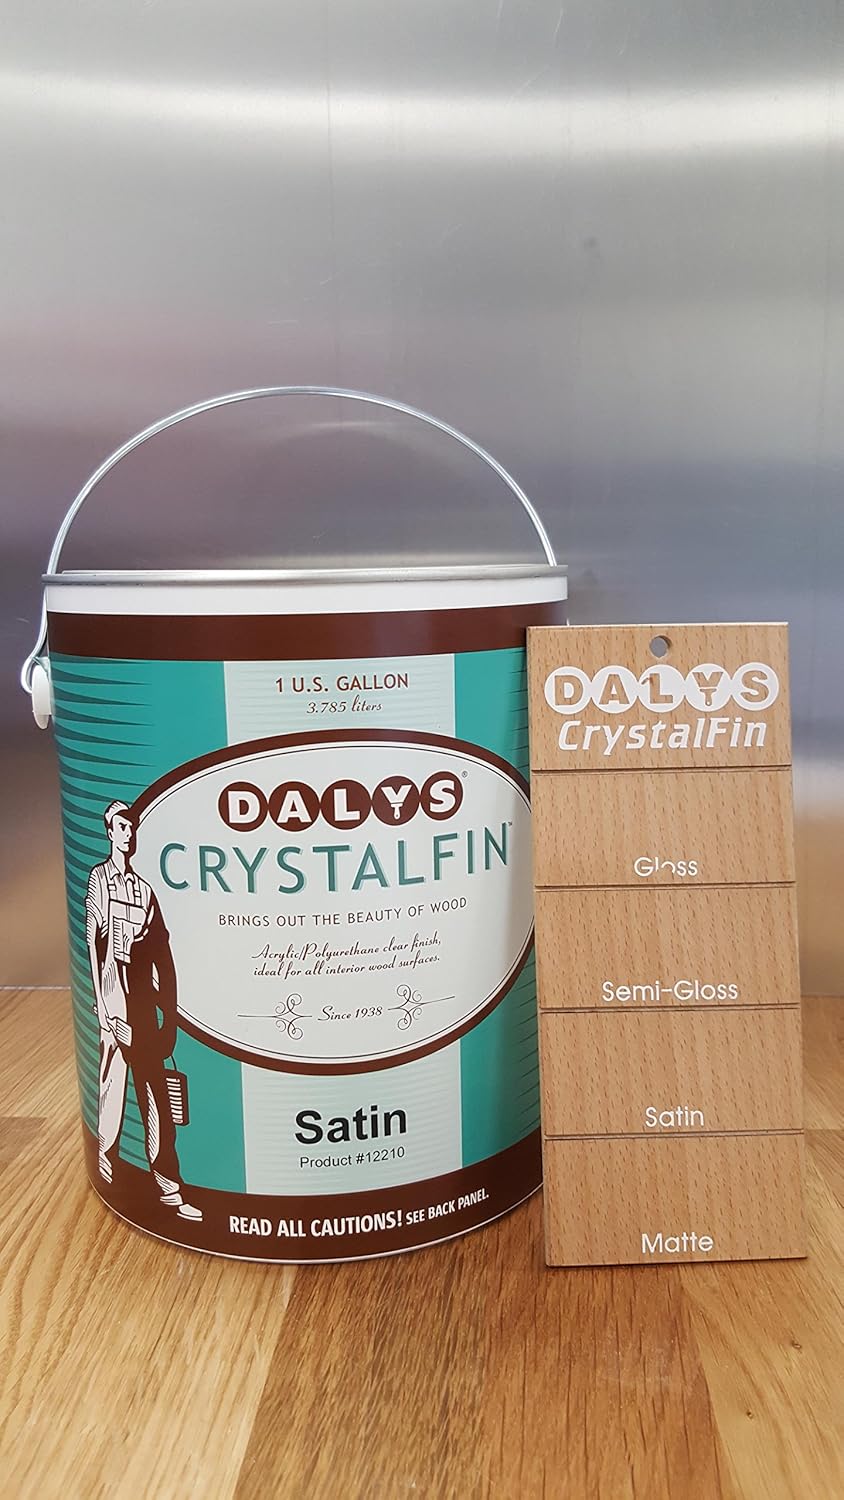 1 U.S. GALLON
3.785 liters
DALYS®
CRYSTALFIN™
BRINGS OUT THE BEAUTY OF WOOD
Acrylic/Polyurethane clear finish,
ideal for all interior wood surfaces.
Since 1938
Satin
Product #12210
READ ALL CAUTIONS! SEE BACK PANEL.
DALYS
CrystalFin
Gloss
Semi-Gloss
Satin
Matte